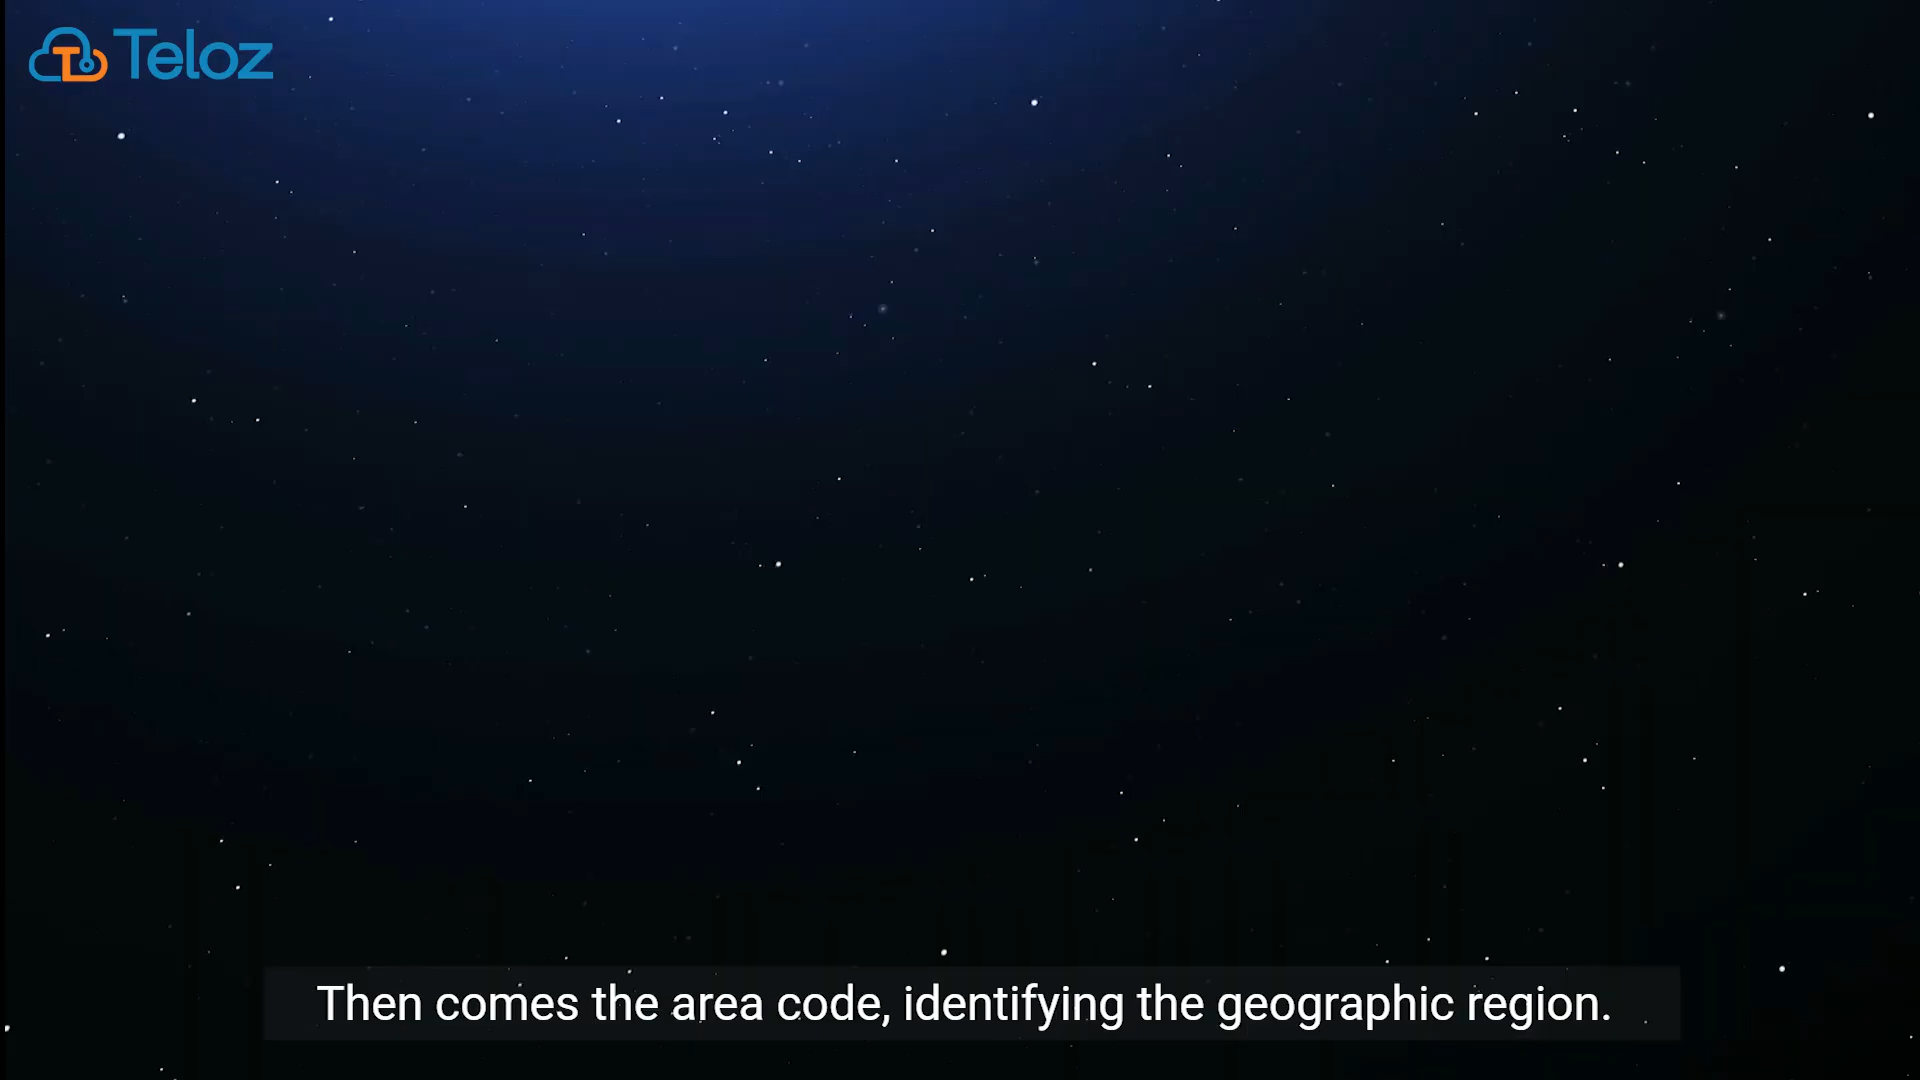 Teloz
Then comes the area code, identifying the geographic region.